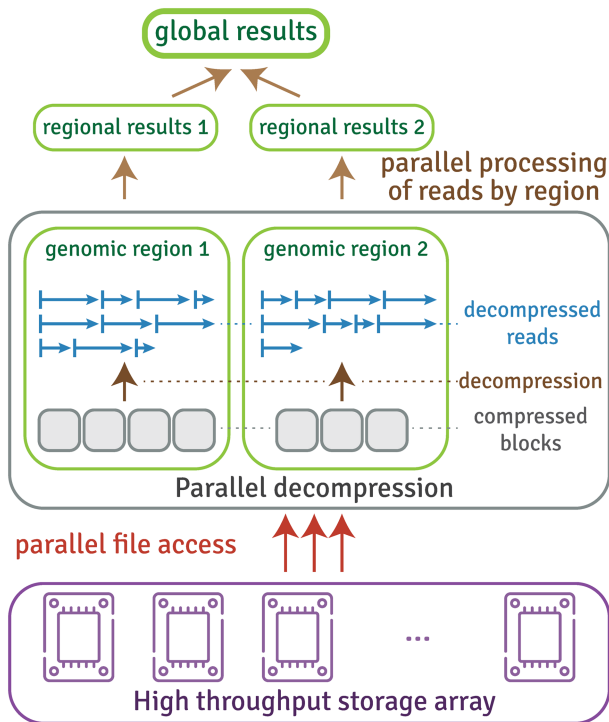 global results
regional results 1
regional results 2
parallel processing
of reads by region
genomic region 1
genomic region 2
decompressed
reads
decompression
compressed
blocks
Parallel decompression
parallel file access
...
High throughput storage array